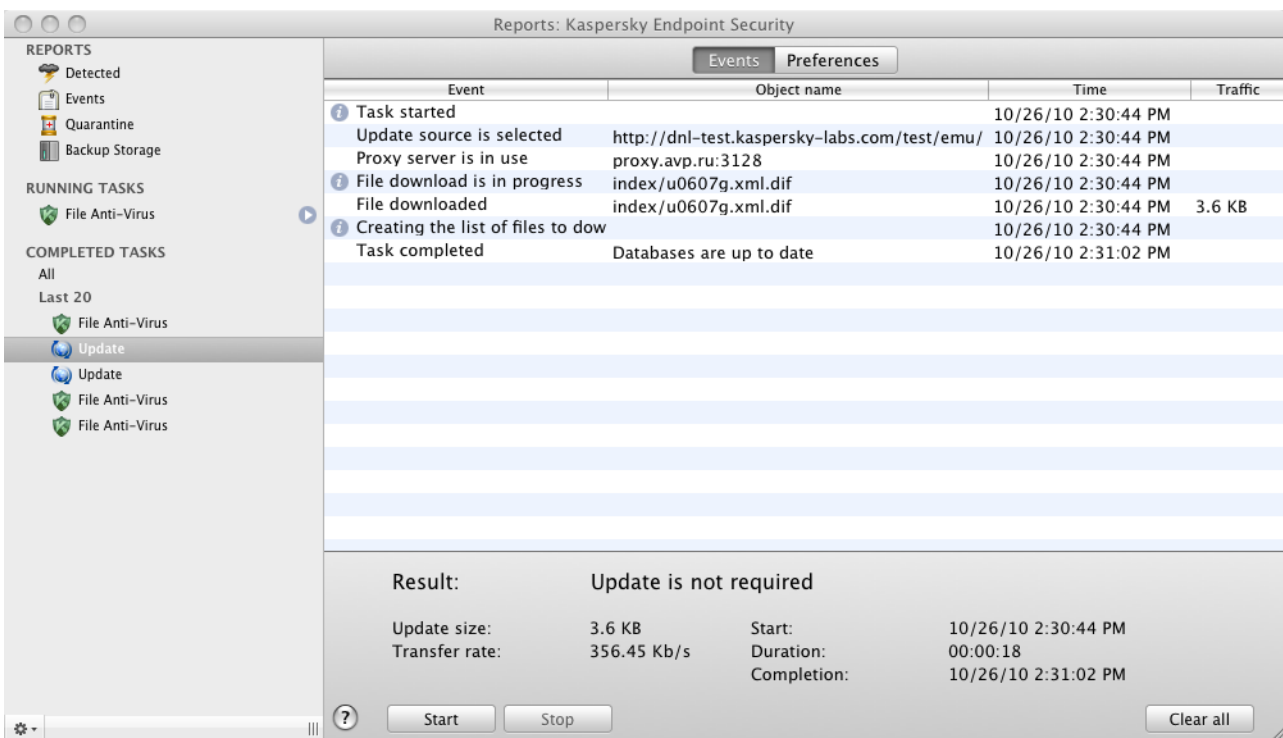 Reports: Kaspersky Endpoint Security
REPORTS
Detected
Events
Quarantine
Backup Storage
RUNNING TASKS
File Anti-Virus
COMPLETED TASKS
All
Last 20
File Anti-Virus
Update
Update
File Anti-Virus
File Anti-Virus
Events Preferences
Event Object name Time Traffic
Task started 10/26/10 2:30:44 PM
Update source is selected http://dnl-test.kaspersky-labs.com/test/emu/ 10/26/10 2:30:44 PM
Proxy server is in use proxy.avp.ru:3128 10/26/10 2:30:44 PM
File download is in progress index/u0607g.xml.dif 10/26/10 2:30:44 PM
File downloaded index/u0607g.xml.dif 10/26/10 2:30:44 PM 3.6 KB
Creating the list of files to dow 10/26/10 2:30:44 PM
Task completed Databases are up to date 10/26/10 2:31:02 PM
Result: Update is not required
Update size: 3.6 KB Start: 10/26/10 2:30:44 PM
Transfer rate: 356.45 Kb/s Duration: 00:00:18
Completion: 10/26/10 2:31:02 PM
? Start Stop Clear all